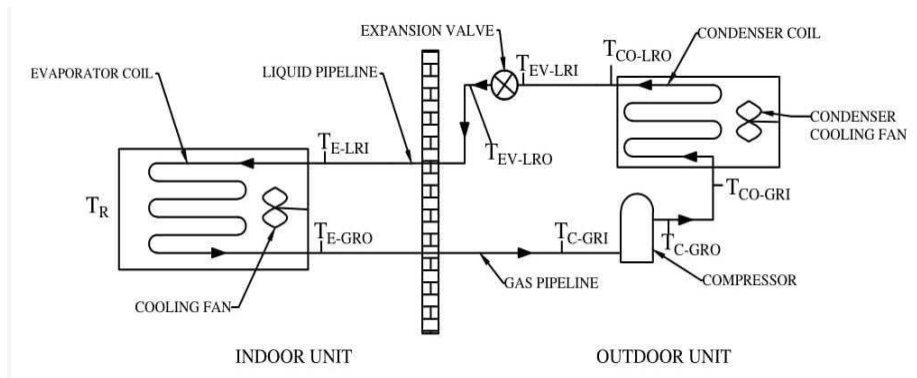 EXPANSION VALVE
CONDENSER COIL
T_CO-LRO
EVAPORATOR COIL
LIQUID PIPELINE
T_EV-LRI
CONDENSER
COOLING FAN
T_E-LRI
T_EV-LRO
T_CO-GRI
T_R
T_E-GRO
T_C-GRI
T_C-GRO
GAS PIPELINE
COMPRESSOR
COOLING FAN
INDOOR UNIT
OUTDOOR UNIT